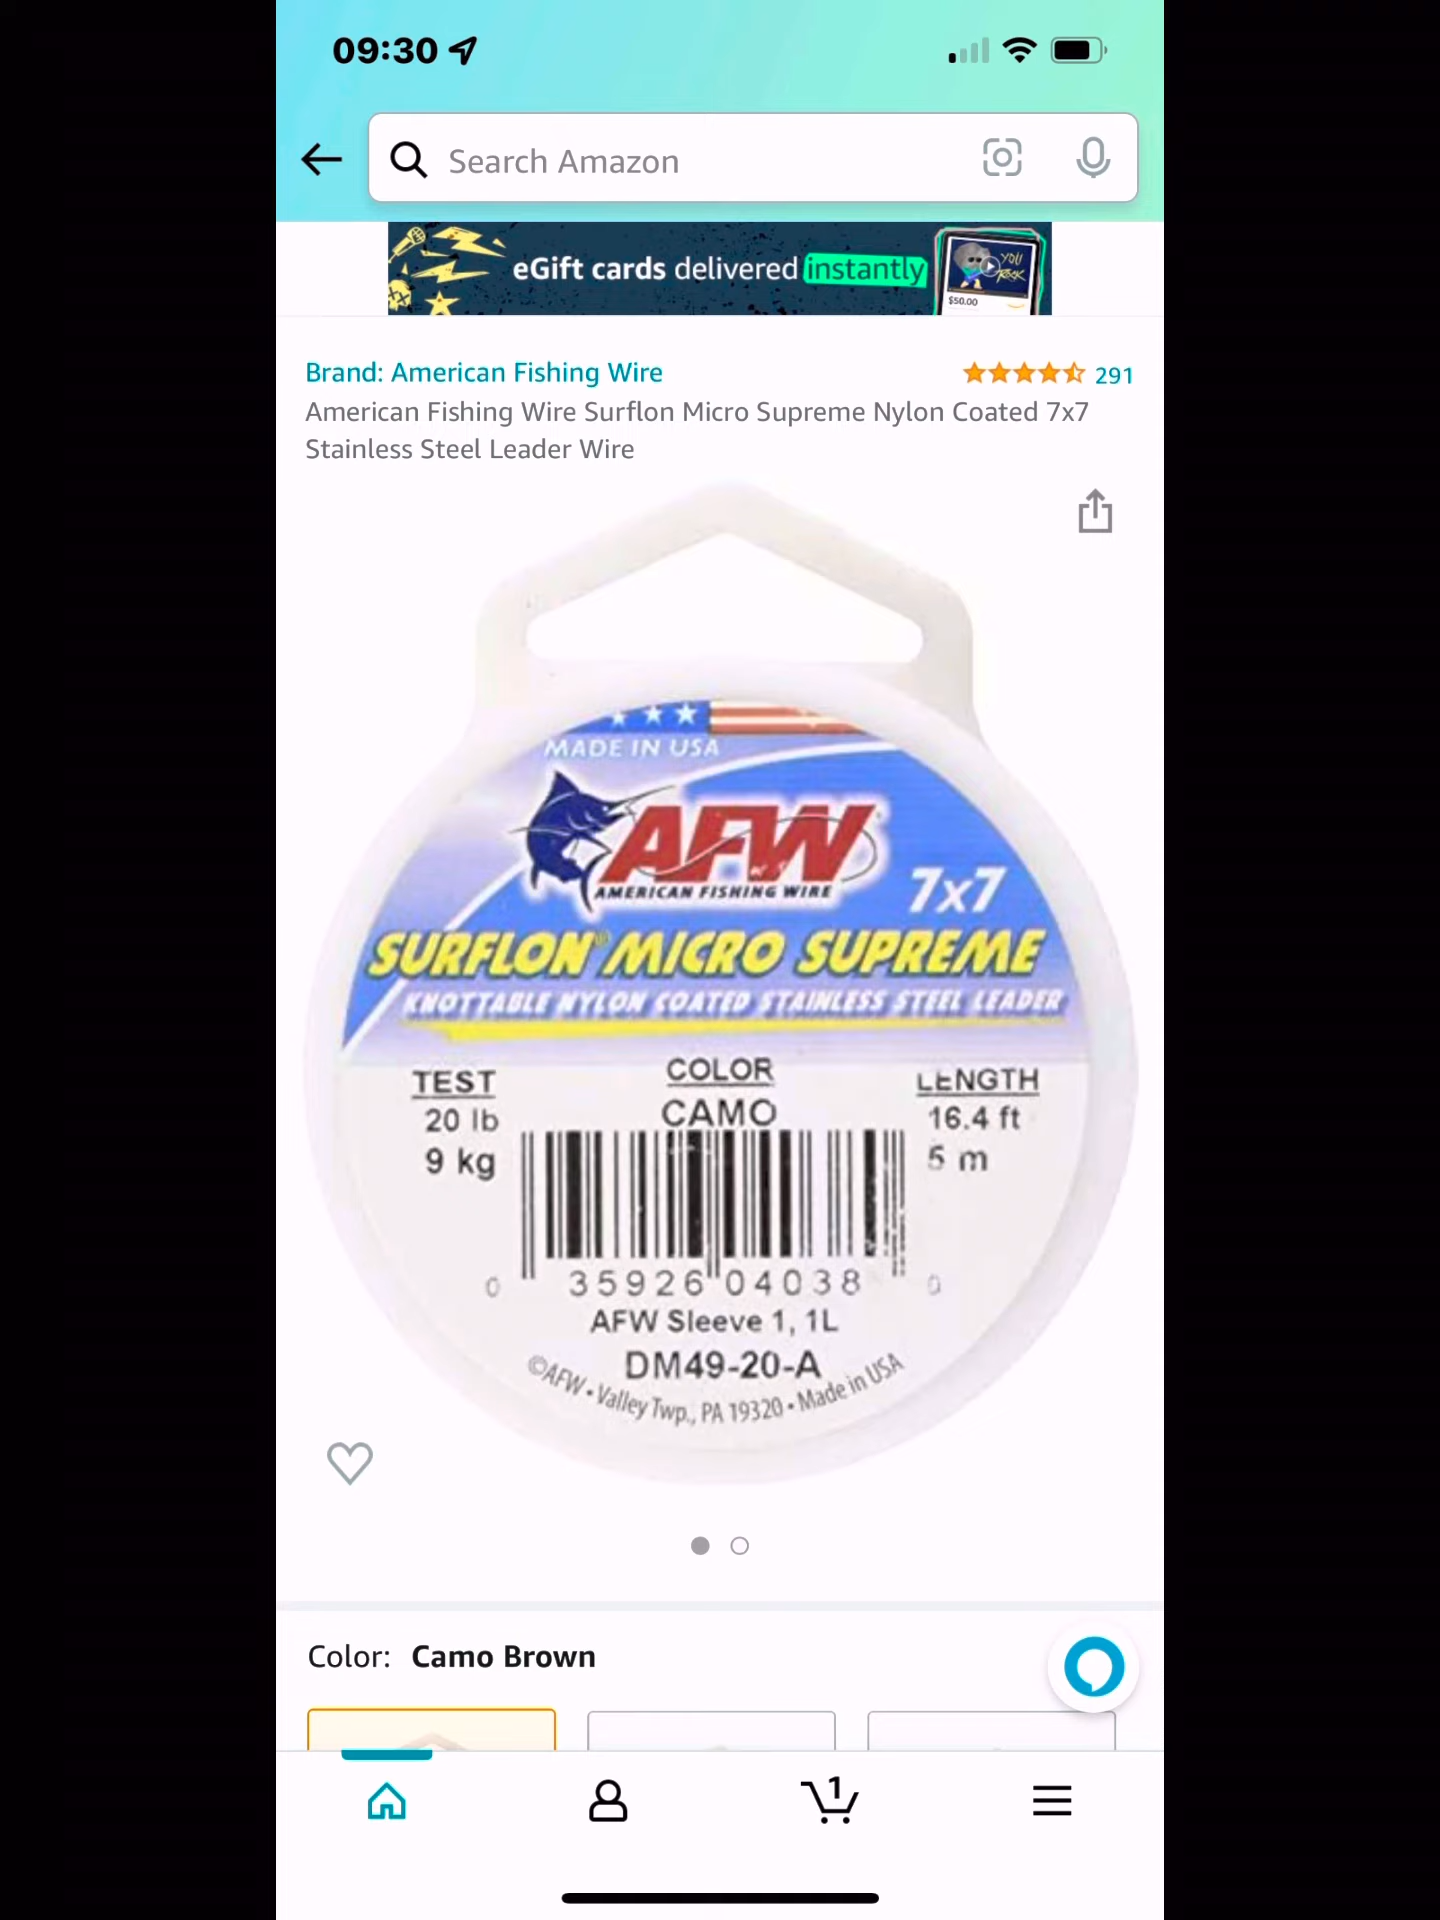 09:30
Search Amazon
eGift cards delivered instantly
YOU
ROCK
$50.00
Brand: American Fishing Wire
291
American Fishing Wire Surflon Micro Supreme Nylon Coated 7x7
Stainless Steel Leader Wire
MADE IN USA
AFW
AMERICAN FISHING WIRE
7x7
SURFLON® MICRO SUPREME
KNOTTABLE NYLON COATED STAINLESS STEEL LEADER
TEST
20 lb
9 kg
COLOR
CAMO
LENGTH
16.4 ft
5 m
0 35926 04038 0
AFW Sleeve 1, 1L
DM49-20-A
©AFW • Valley Twp., PA 19320 • Made in USA
Color: Camo Brown
1